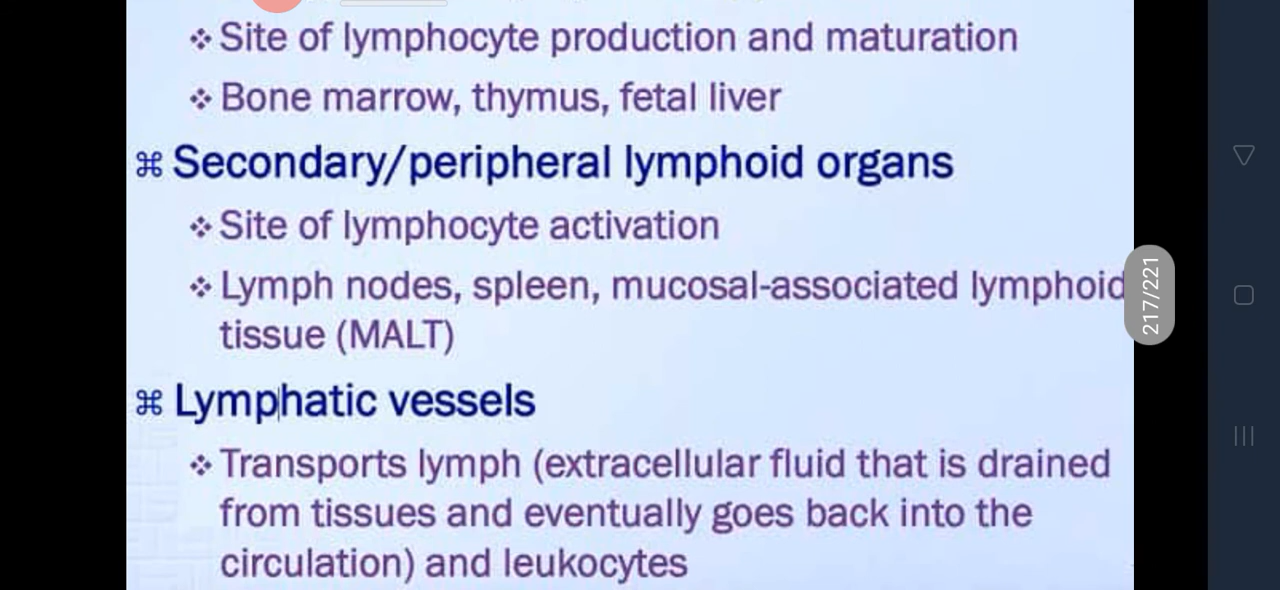 Site of lymphocyte production and maturation
Bone marrow, thymus, fetal liver
Secondary/peripheral lymphoid organs
Site of lymphocyte activation
Lymph nodes, spleen, mucosal-associated lymphoid
tissue (MALT)
217/221
Lymphatic vessels
Transports lymph (extracellular fluid that is drained
from tissues and eventually goes back into the
circulation) and leukocytes